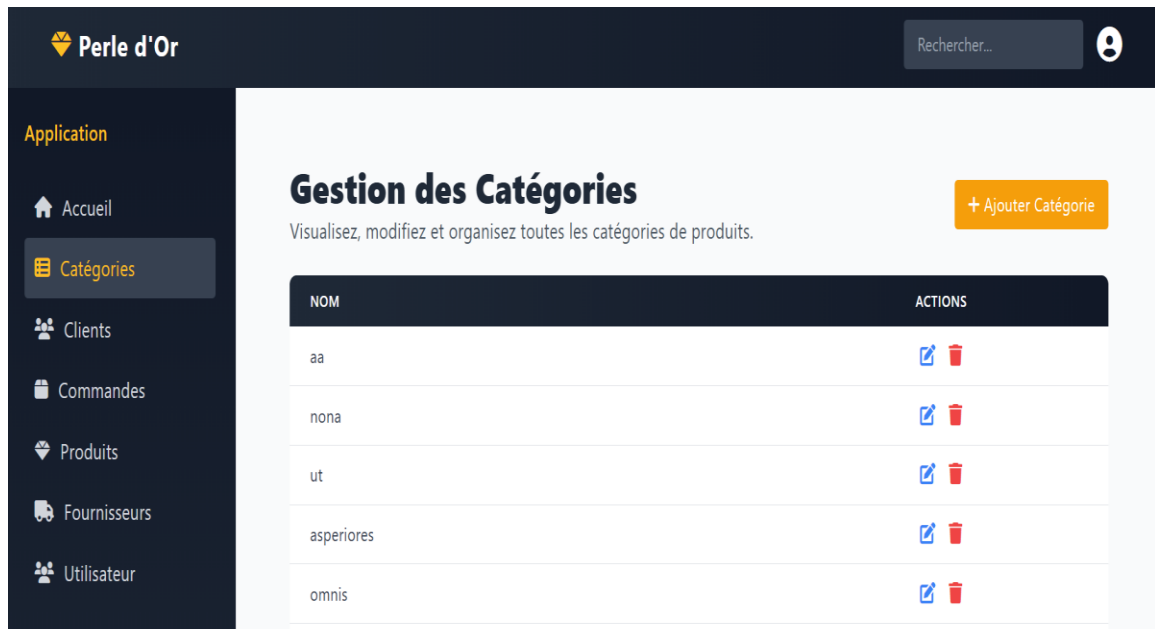 Perle d'Or
Rechercher...
Application
Accueil
Catégories
Clients
Commandes
Produits
Fournisseurs
Utilisateur
Gestion des Catégories
Visualisez, modifiez et organisez toutes les catégories de produits.
+ Ajouter Catégorie
NOM ACTIONS
aa
nona
ut
asperiores
omnis